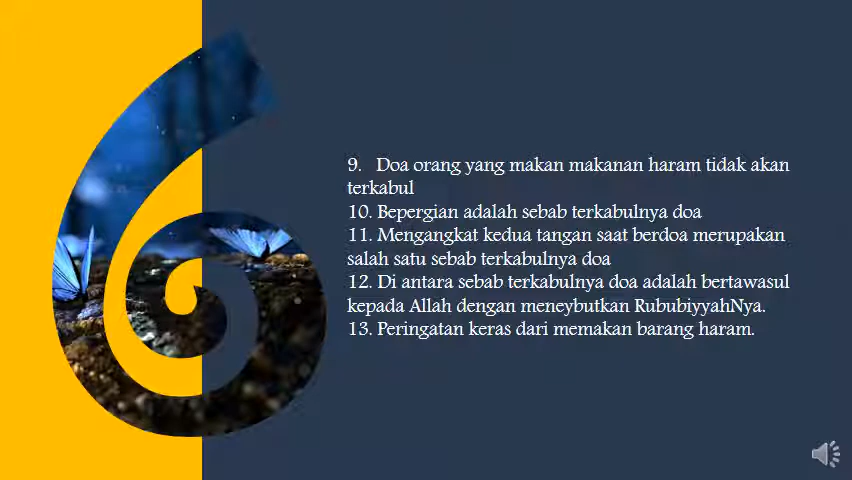 9. Doa orang yang makan makanan haram tidak akan
terkabul
10. Bepergian adalah sebab terkabulnya doa
11. Mengangkat kedua tangan saat berdoa merupakan
salah satu sebab terkabulnya doa
12. Di antara sebab terkabulnya doa adalah bertawasul
kepada Allah dengan meneybutkan RububiyyahNya.
13. Peringatan keras dari memakan barang haram.